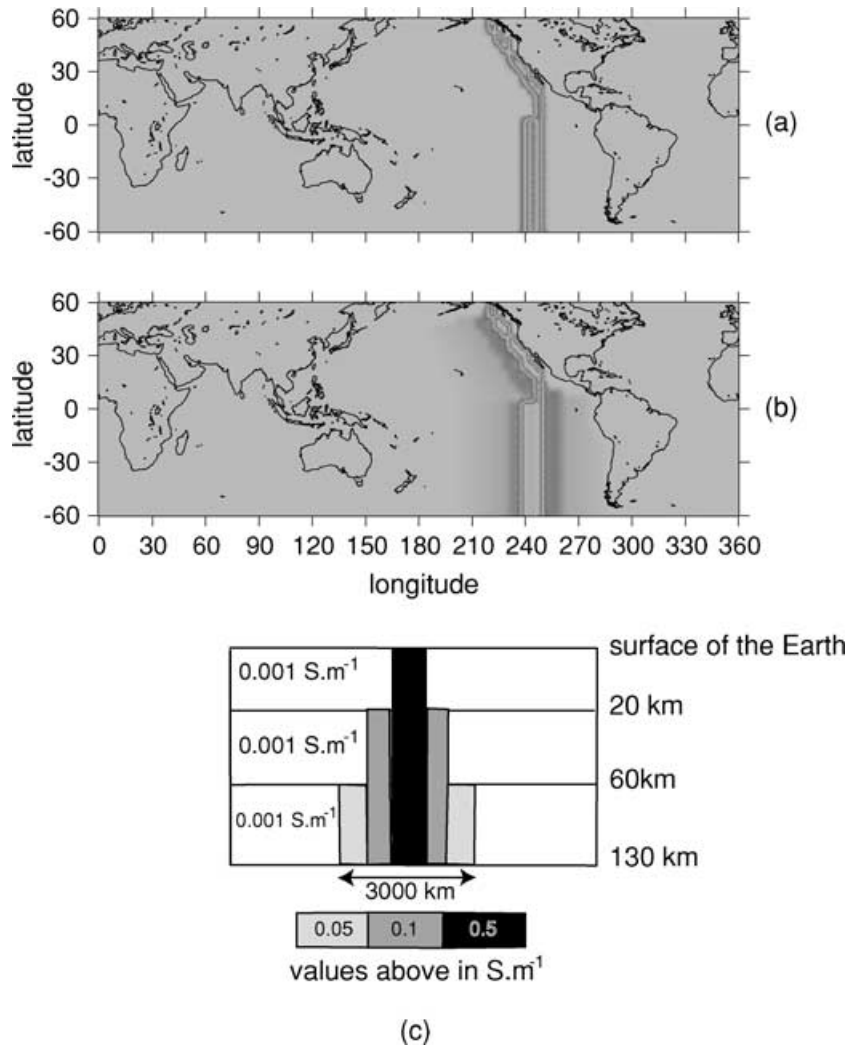 60
30
0
-30
-60
latitude
(a)
60
30
0
-30
-60
latitude
(b)
0 30 60 90 120 150 180 210 240 270 300 330 360
longitude
surface of the Earth
0.001 S.m⁻¹
20 km
0.001 S.m⁻¹
60km
0.001 S.m⁻¹
130 km
3000 km
0.05 0.1 0.5
values above in S.m⁻¹
(c)